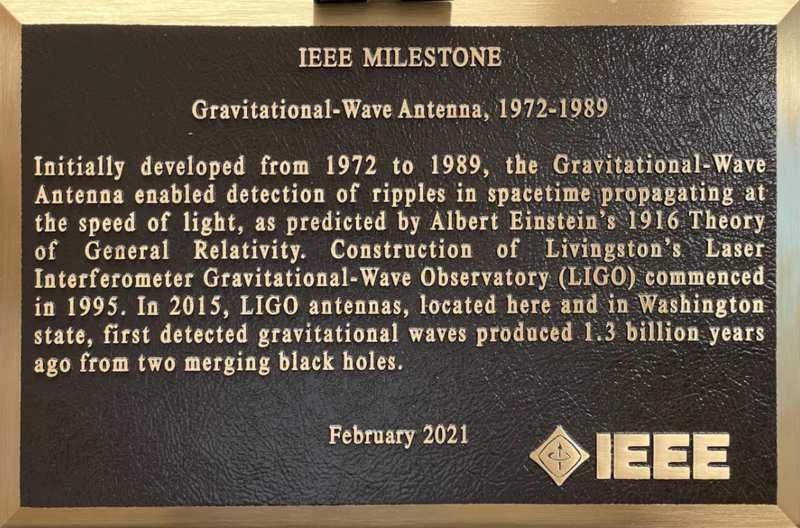 IEEE MILESTONE
Gravitational-Wave Antenna, 1972-1989
Initially developed from 1972 to 1989, the Gravitational-Wave
Antenna enabled detection of ripples in spacetime propagating at
the speed of light, as predicted by Albert Einstein's 1916 Theory
of General Relativity. Construction of Livingston's Laser
Interferometer Gravitational-Wave Observatory (LIGO) commenced
in 1995. In 2015, LIGO antennas, located here and in Washington
state, first detected gravitational waves produced 1.3 billion years
ago from two merging black holes.
February 2021
IEEE